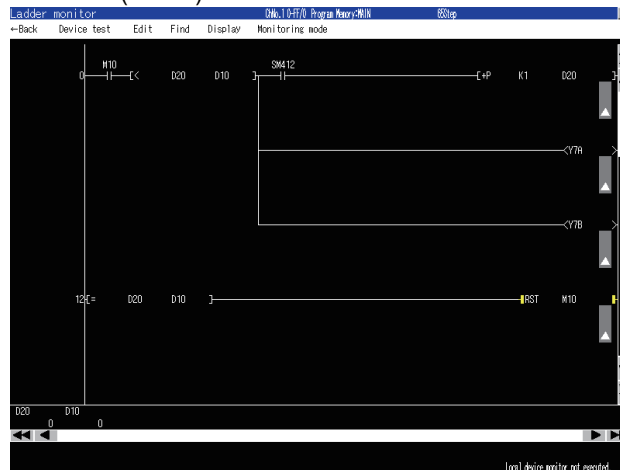 Ladder monitor ChNo.1 0-FF/0 Program Memory:MAIN 65Step
←Back Device test Edit Find Display Monitoring mode
M10 SM412
0 [< D20 D10 ] [+P K1 D20 ]
<Y7A >
<Y7B >
12 [= D20 D10 ] RST M10
D20 D10
0 0
Local device monitor not executed.